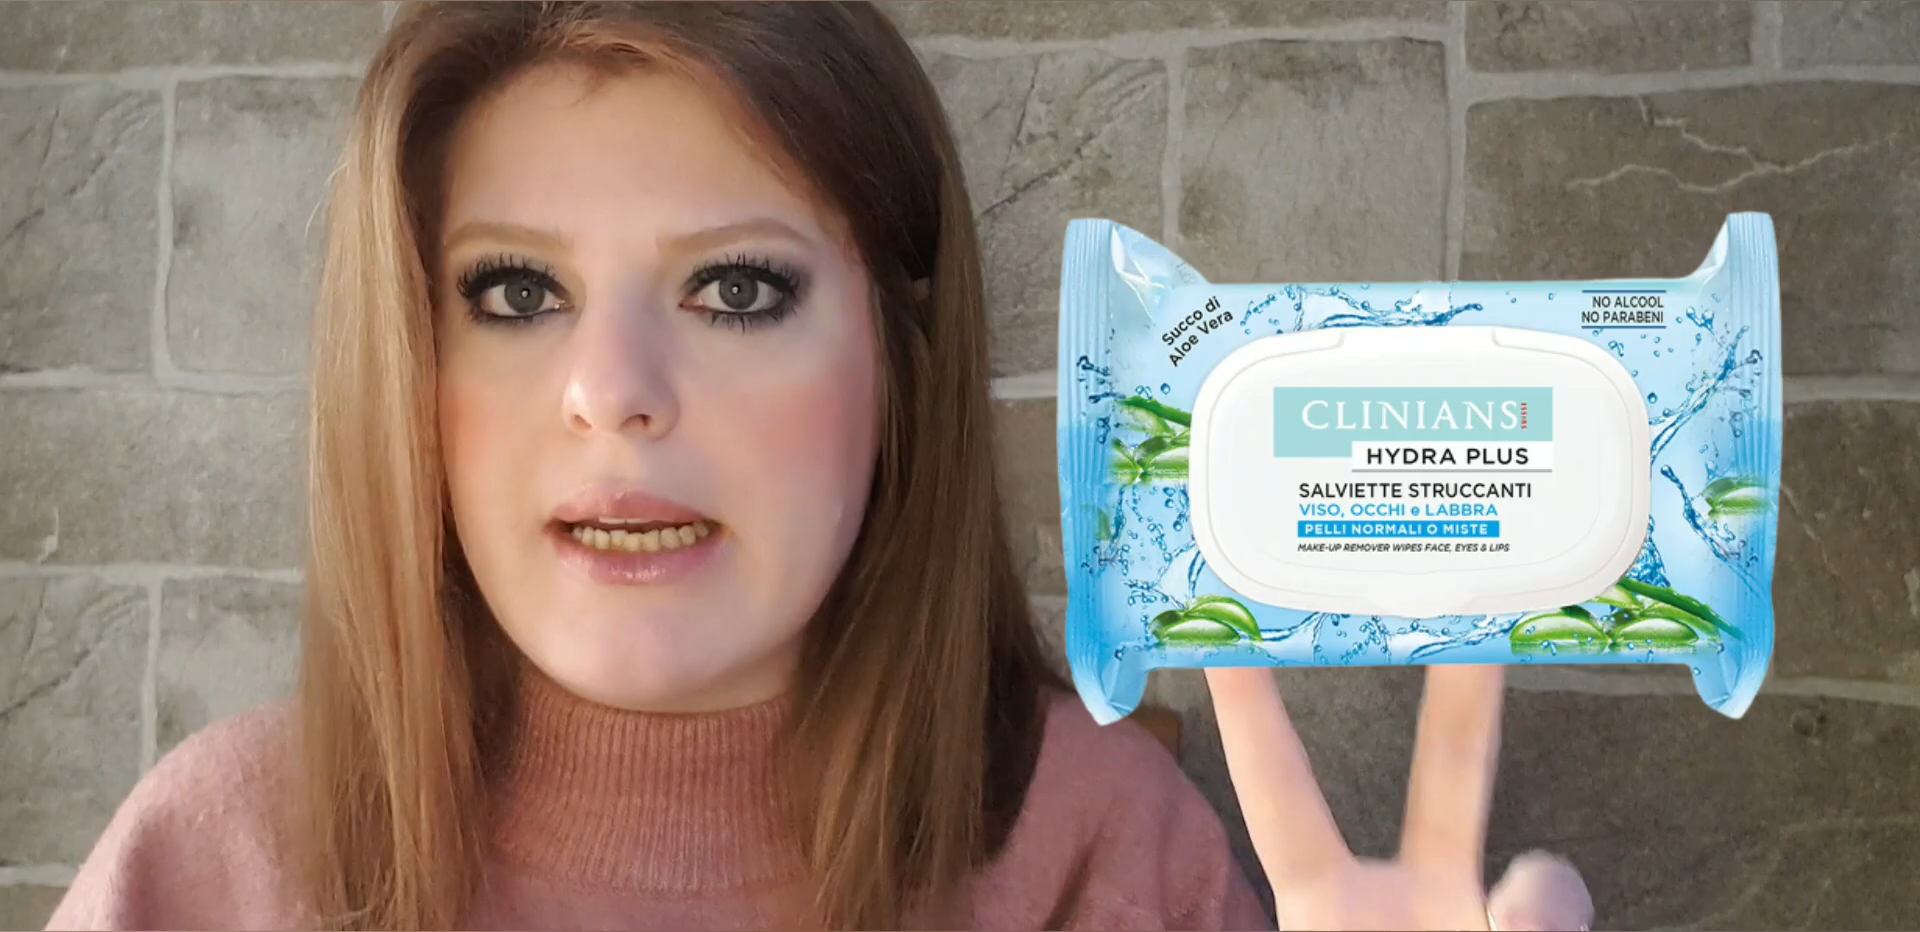 Succo di
Aloe Vera
NO ALCOOL
NO PARABENI
CLINIANS
SUISSE
HYDRA PLUS
SALVIETTE STRUCCANTI
VISO, OCCHI e LABBRA
PELLI NORMALI O MISTE
MAKE-UP REMOVER WIPES FACE, EYES & LIPS